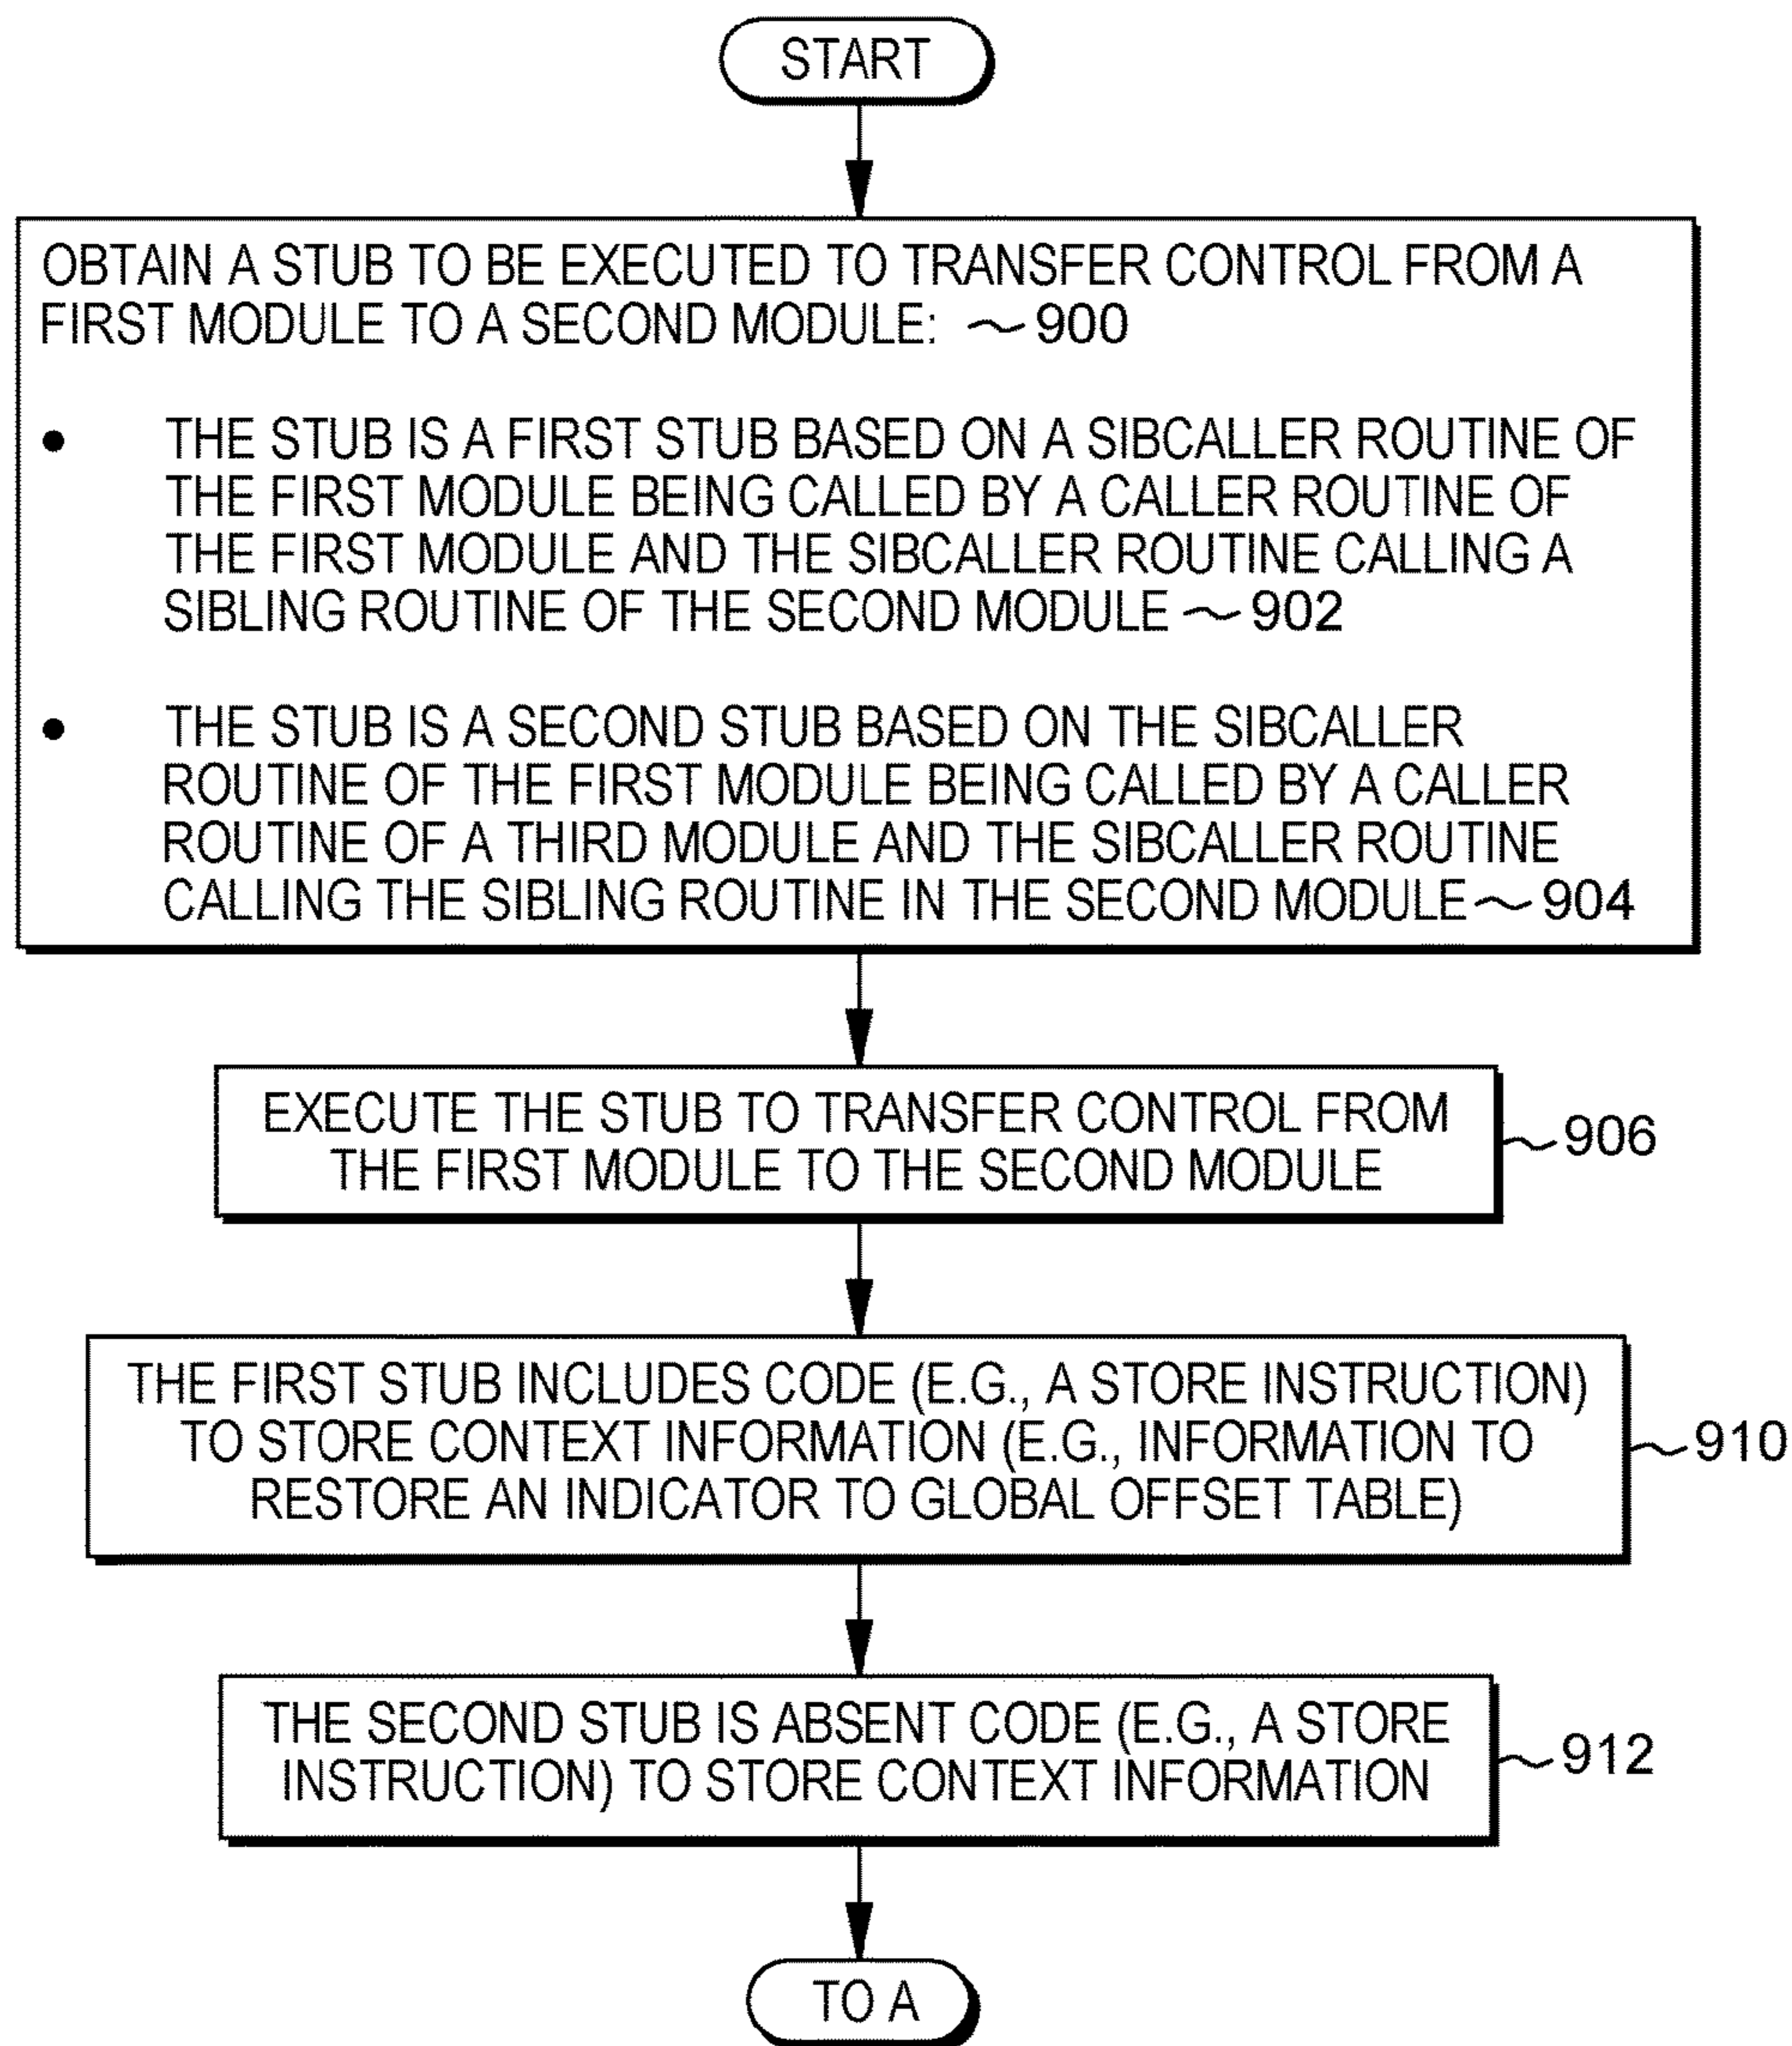 START
OBTAIN A STUB TO BE EXECUTED TO TRANSFER CONTROL FROM A
FIRST MODULE TO A SECOND MODULE: ~900
• THE STUB IS A FIRST STUB BASED ON A SIBCALLER ROUTINE OF
THE FIRST MODULE BEING CALLED BY A CALLER ROUTINE OF
THE FIRST MODULE AND THE SIBCALLER ROUTINE CALLING A
SIBLING ROUTINE OF THE SECOND MODULE ~902
• THE STUB IS A SECOND STUB BASED ON THE SIBCALLER
ROUTINE OF THE FIRST MODULE BEING CALLED BY A CALLER
ROUTINE OF A THIRD MODULE AND THE SIBCALLER ROUTINE
CALLING THE SIBLING ROUTINE IN THE SECOND MODULE ~904
EXECUTE THE STUB TO TRANSFER CONTROL FROM
THE FIRST MODULE TO THE SECOND MODULE
906
THE FIRST STUB INCLUDES CODE (E.G., A STORE INSTRUCTION)
TO STORE CONTEXT INFORMATION (E.G., INFORMATION TO
RESTORE AN INDICATOR TO GLOBAL OFFSET TABLE)
910
THE SECOND STUB IS ABSENT CODE (E.G., A STORE
INSTRUCTION) TO STORE CONTEXT INFORMATION
912
TO A